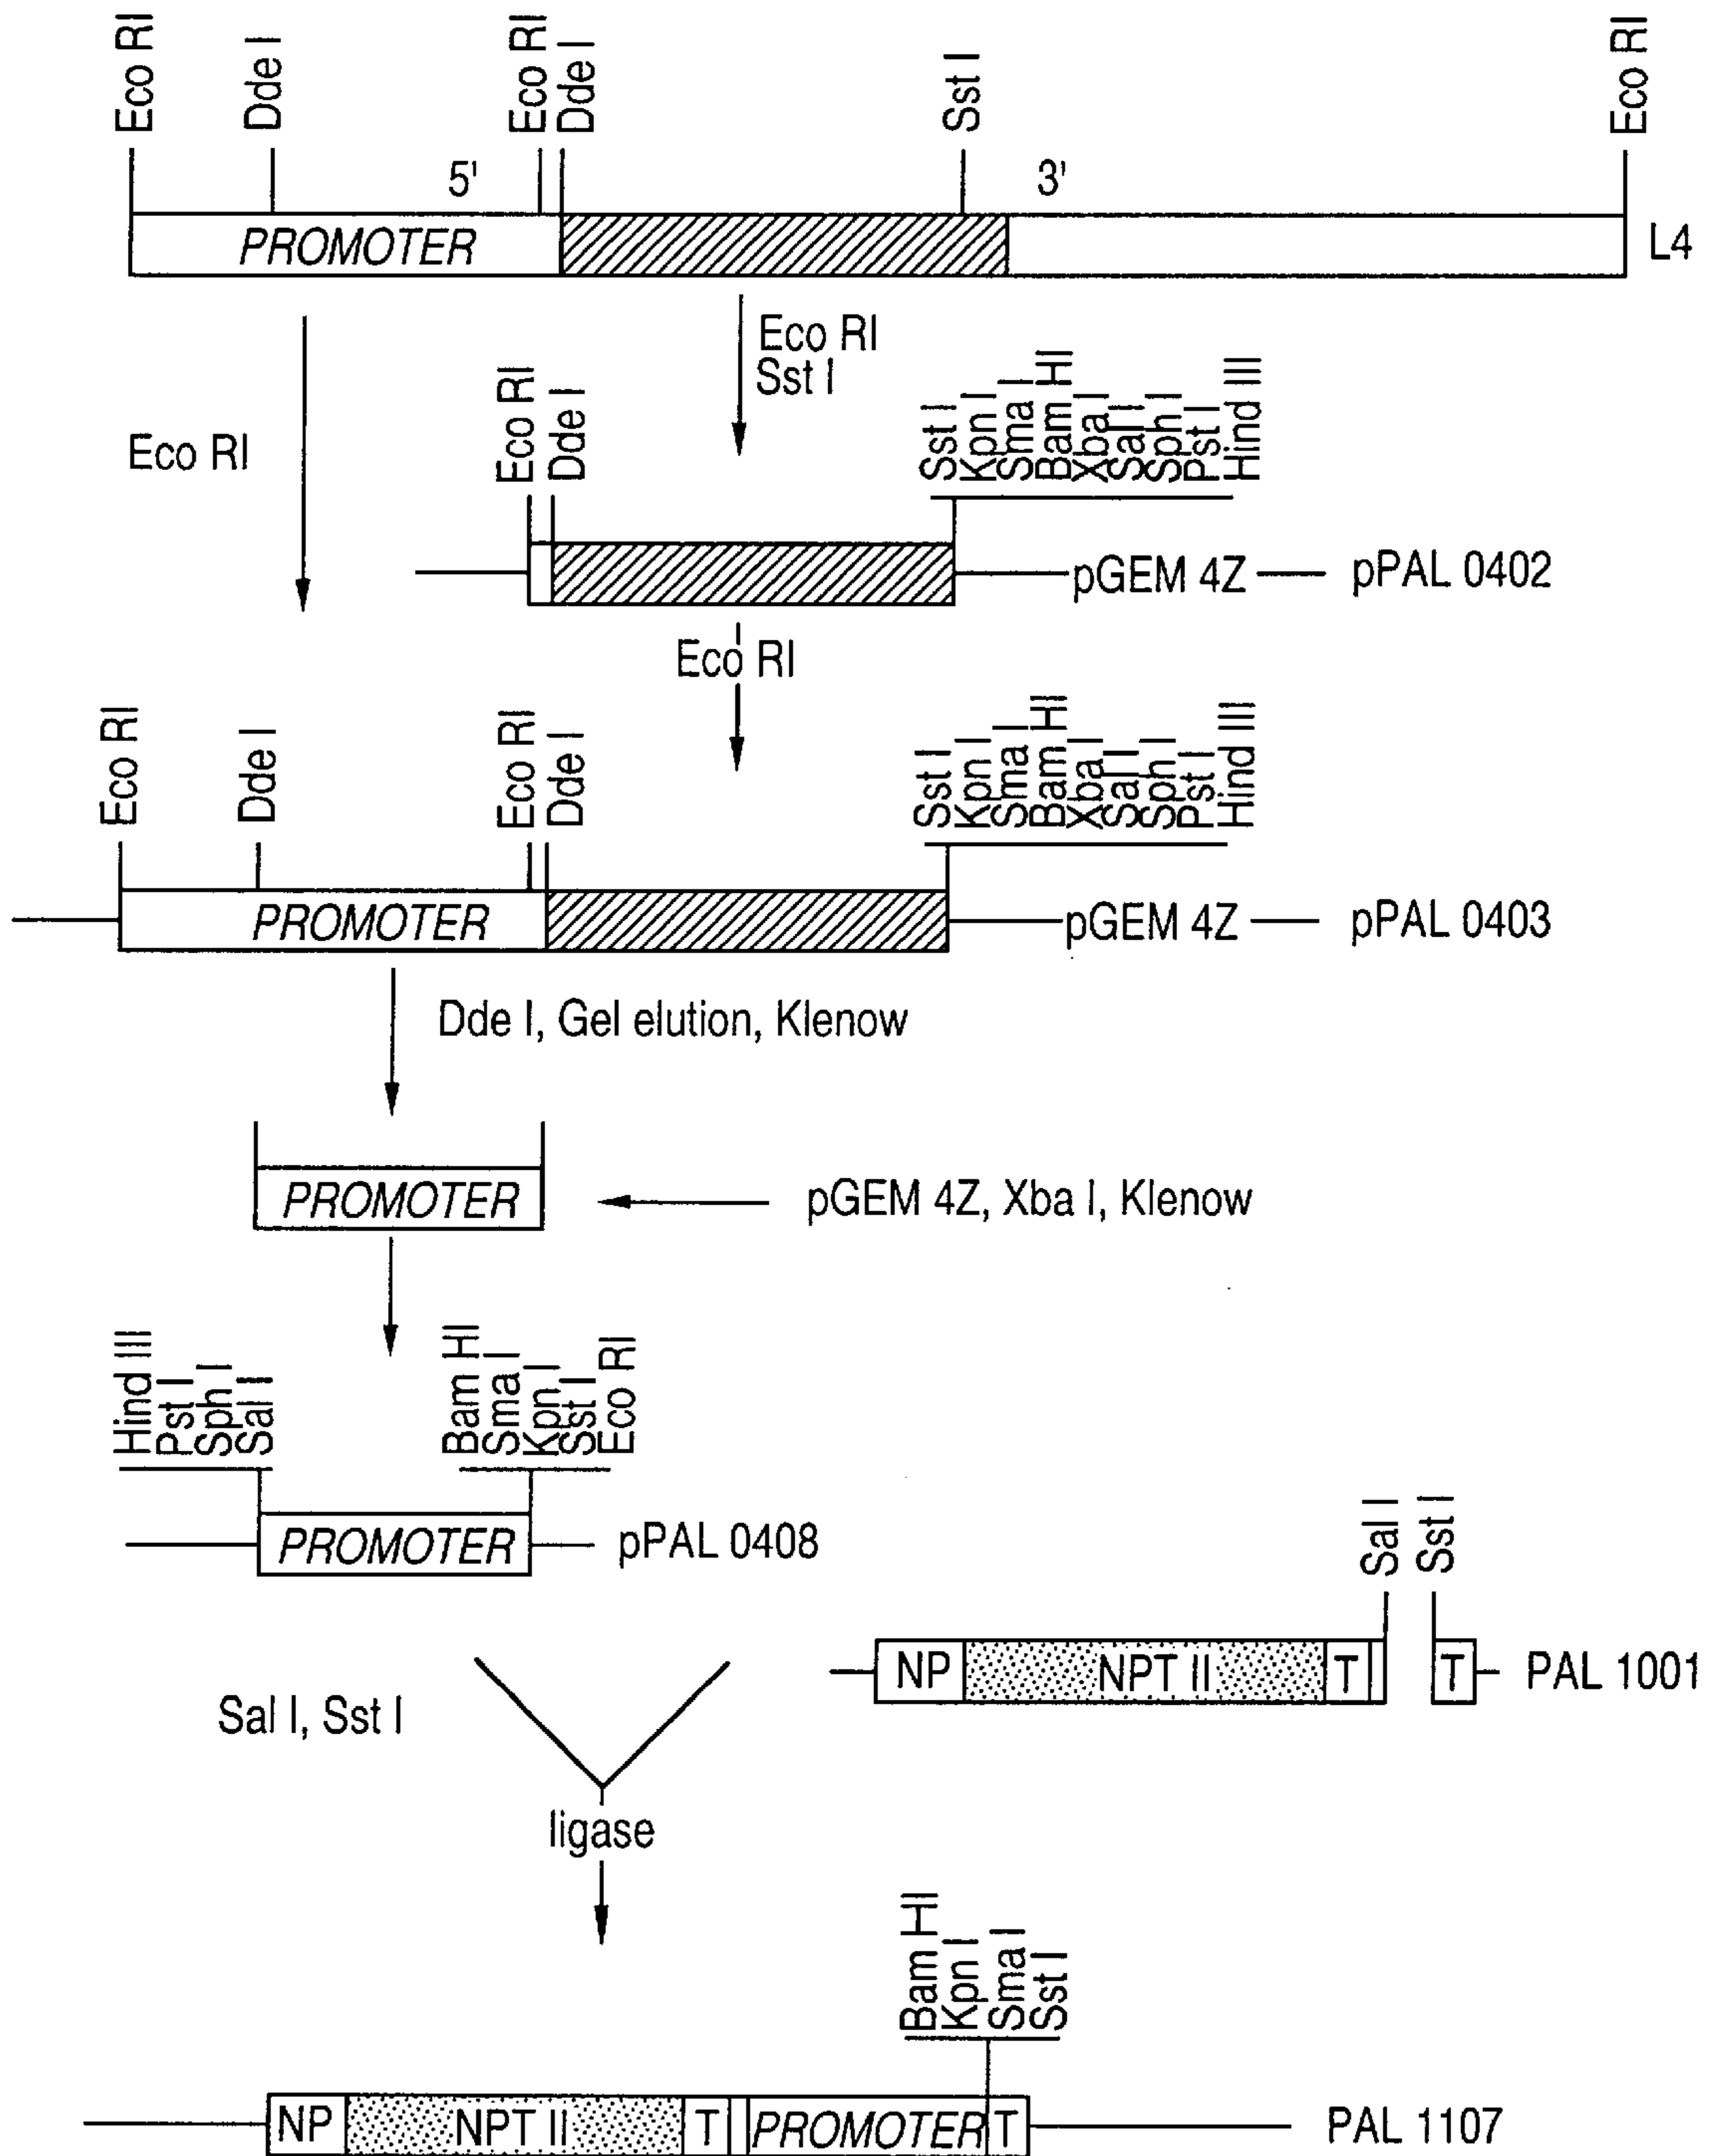 Eco RI
Dde I
Eco RI
Dde I
Sst I
Eco RI
5'
3'
PROMOTER
L4
Eco RI
Sst I
Eco RI
Eco RI
Dde I
Sst I
Kpn I
Sma I
Bam HI
Xba I
Sal I
Sph I
Pst I
Hind III
pGEM 4Z
pPAL 0402
Eco RI
Eco RI
Dde I
Eco RI
Dde I
Sst I
Kpn I
Sma I
Bam HI
Xba I
Sal I
Sph I
Pst I
Hind III
PROMOTER
pGEM 4Z
pPAL 0403
Dde I, Gel elution, Klenow
PROMOTER
pGEM 4Z, Xba I, Klenow
Hind III
Pst I
Sph I
Sal I
Bam HI
Sma I
Kpn I
Sst I
Eco RI
PROMOTER
pPAL 0408
Sal I
Sst I
NP
NPT II
T
T
PAL 1001
Sal I, Sst I
ligase
Bam HI
Kpn I
Sma I
Sst I
NP
NPT II
T
PROMOTER
T
PAL 1107